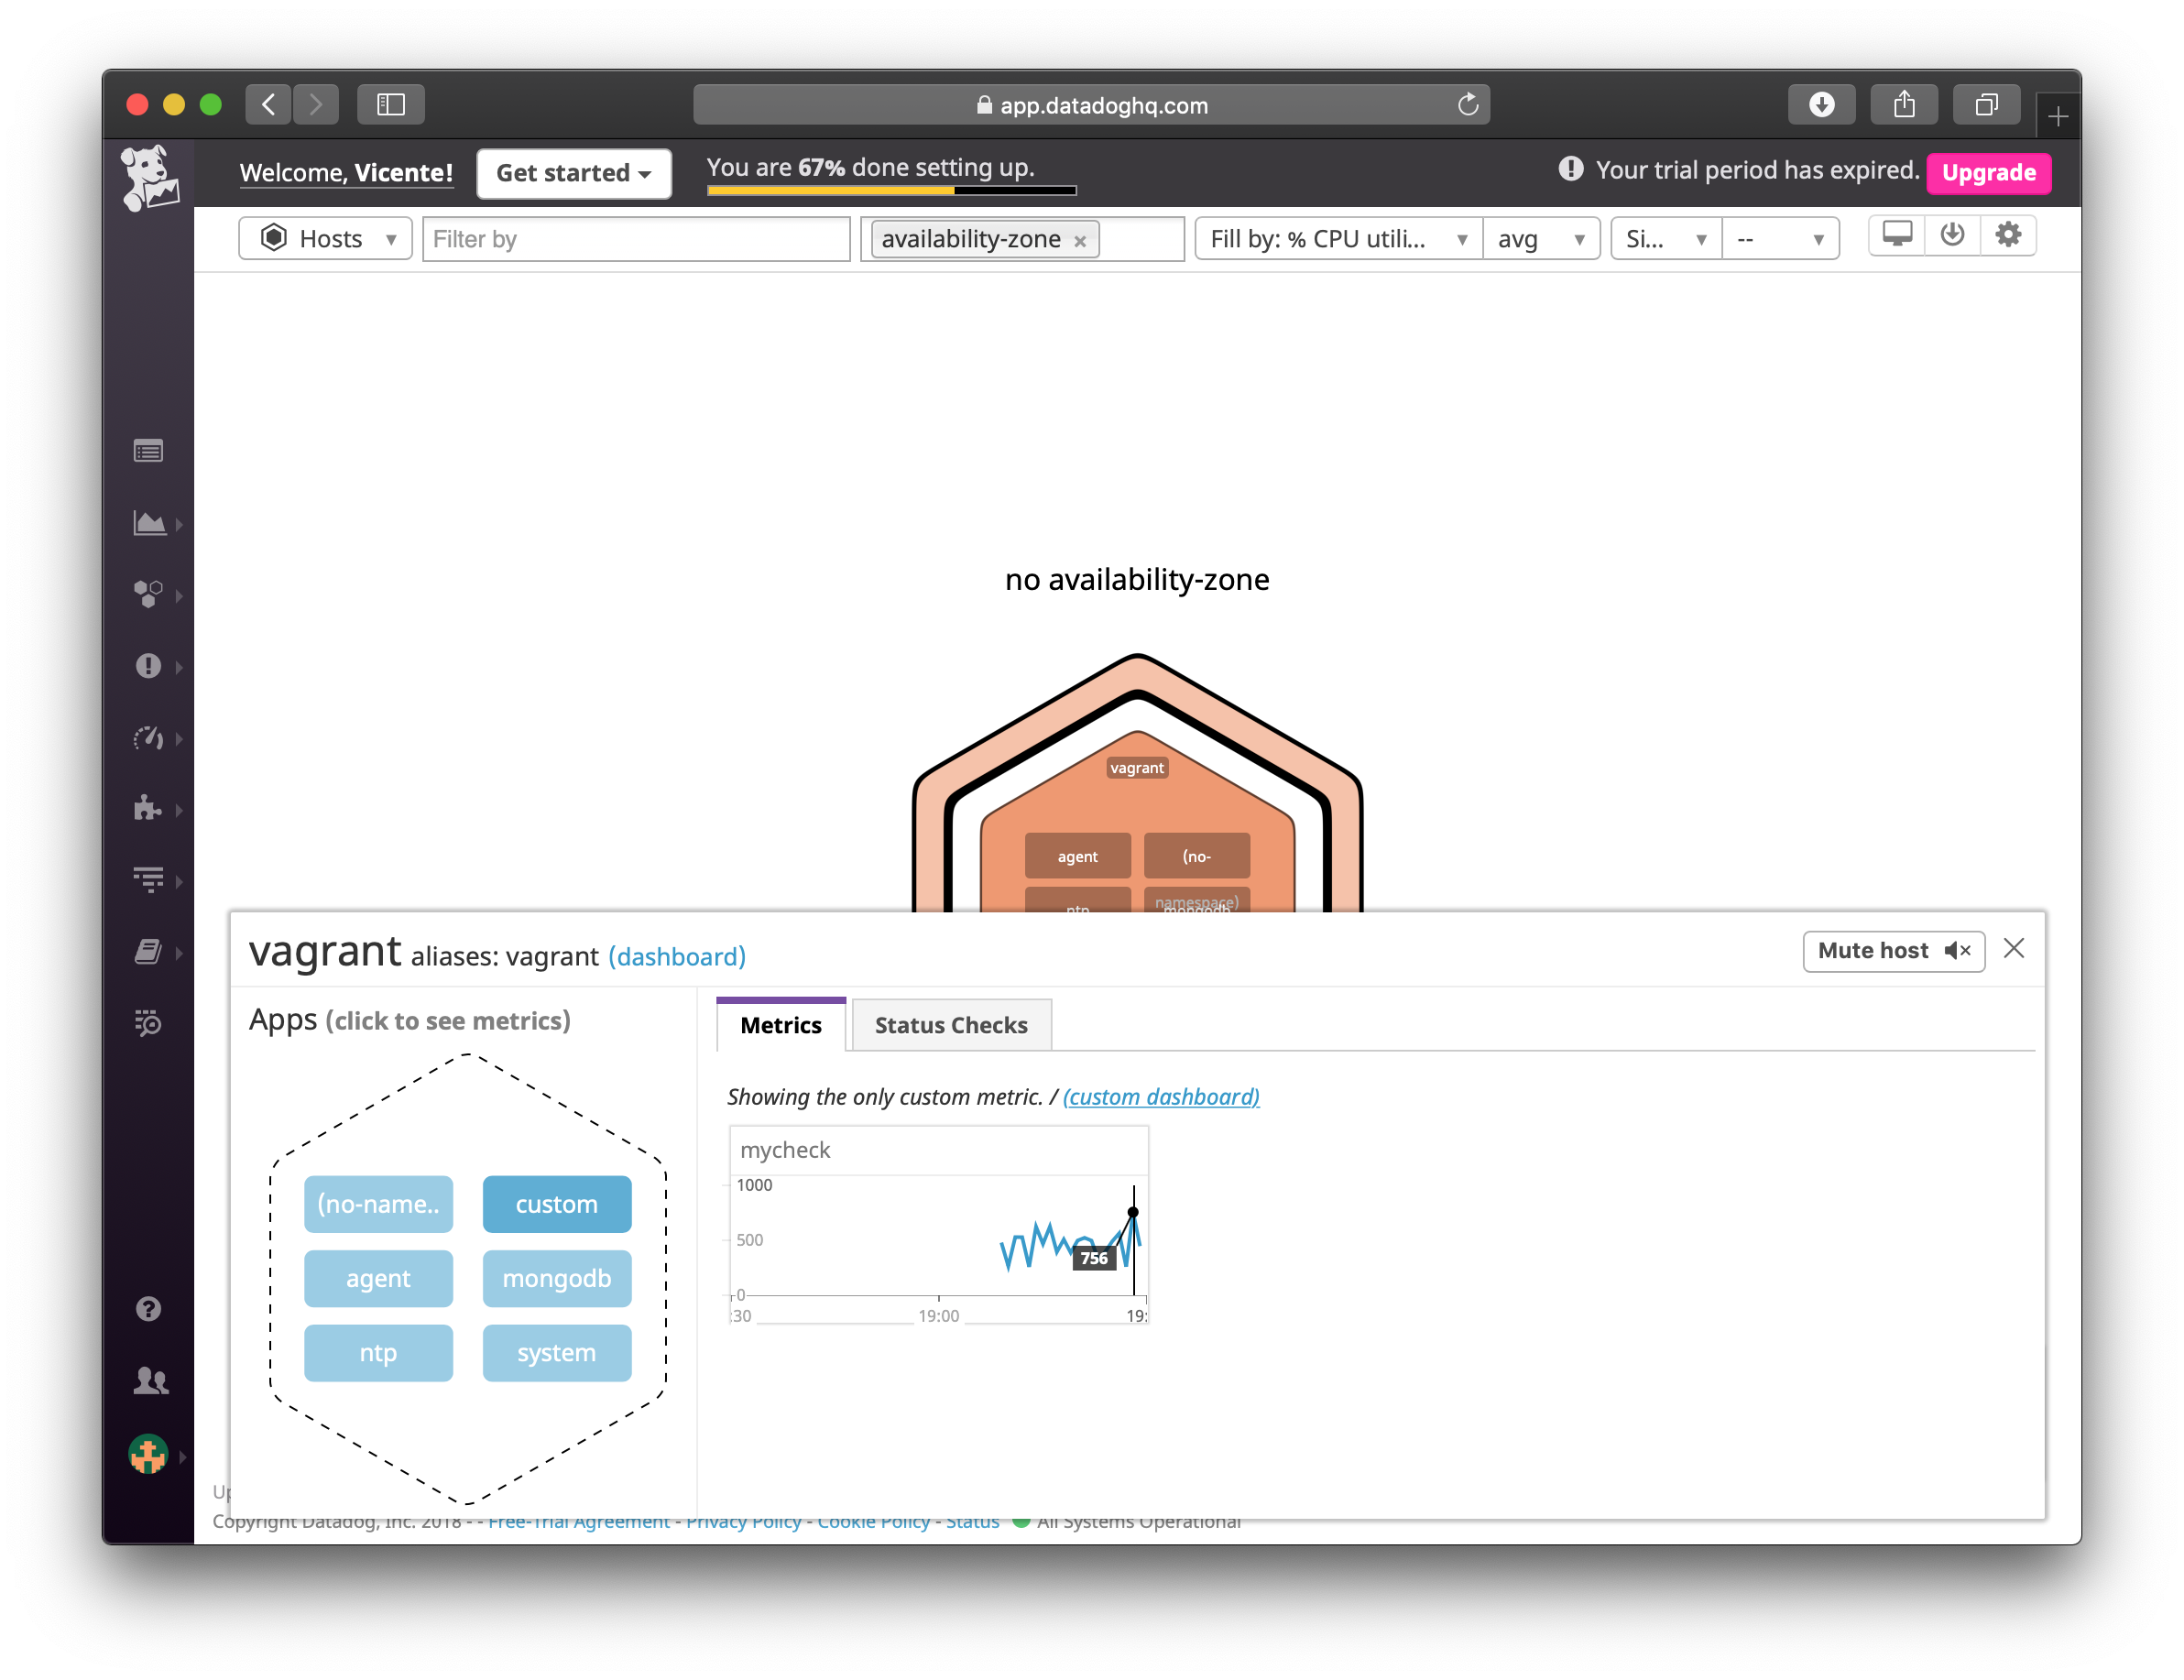 app.datadoghq.com
Welcome, Vicente!
Get started
You are 67% done setting up.
Your trial period has expired.
Upgrade
Hosts
Filter by
availability-zone ×
Fill by: % CPU utili...
avg
Si...
--
no availability-zone
vagrant
agent
(no-
namespace)
ntp
mongodb
vagrant aliases: vagrant (dashboard)
Mute host
Apps (click to see metrics)
(no-name..
custom
agent
mongodb
ntp
system
Metrics
Status Checks
Showing the only custom metric. / (custom dashboard)
mycheck
1000
500
756
0
:30
19:00
19:
Copyright Datadog, Inc. 2018 - - Free-Trial Agreement - Privacy Policy - Cookie Policy - Status All Systems Operational